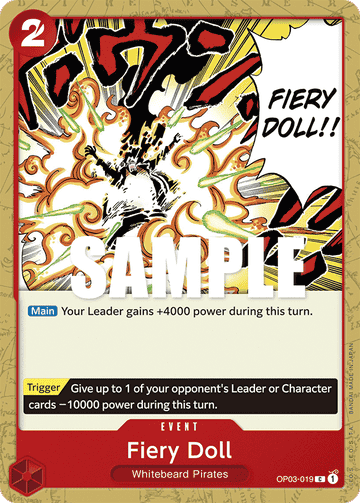 2
FIERY
DOLL!!
SAMPLE
Main Your Leader gains +4000 power during this turn.
Trigger Give up to 1 of your opponent's Leader or Character
cards −10000 power during this turn.
EVENT
Fiery Doll
Whitebeard Pirates
OP03-019 C 1